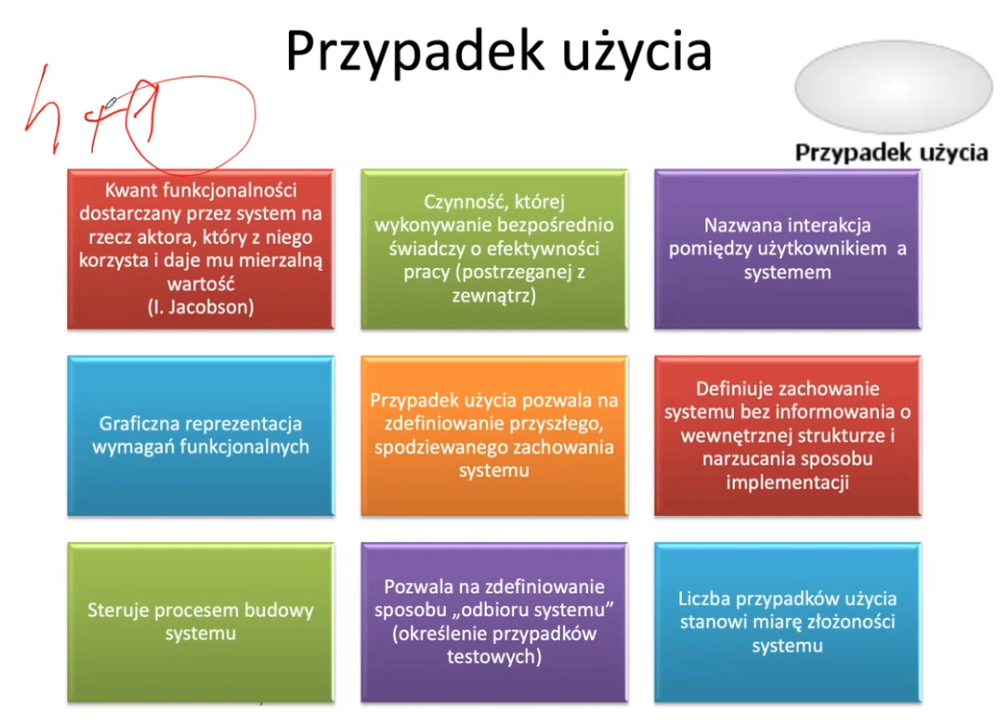 Przypadek użycia
Przypadek użycia
Kwant funkcjonalności
dostarczany przez system na
rzecz aktora, który z niego
korzysta i daje mu mierzalną
wartość
(I. Jacobson)
Czynność, której
wykonywanie bezpośrednio
świadczy o efektywności
pracy (postrzeganej z
zewnątrz)
Nazwana interakcja
pomiędzy użytkownikiem a
systemem
Graficzna reprezentacja
wymagań funkcjonalnych
Przypadek użycia pozwala na
zdefiniowanie przyszłego,
spodziewanego zachowania
systemu
Definiuje zachowanie
systemu bez informowania o
wewnętrznej strukturze i
narzucania sposobu
implementacji
Steruje procesem budowy
systemu
Pozwala na zdefiniowanie
sposobu „odbioru systemu”
(określenie przypadków
testowych)
Liczba przypadków użycia
stanowi miarę złożoności
systemu